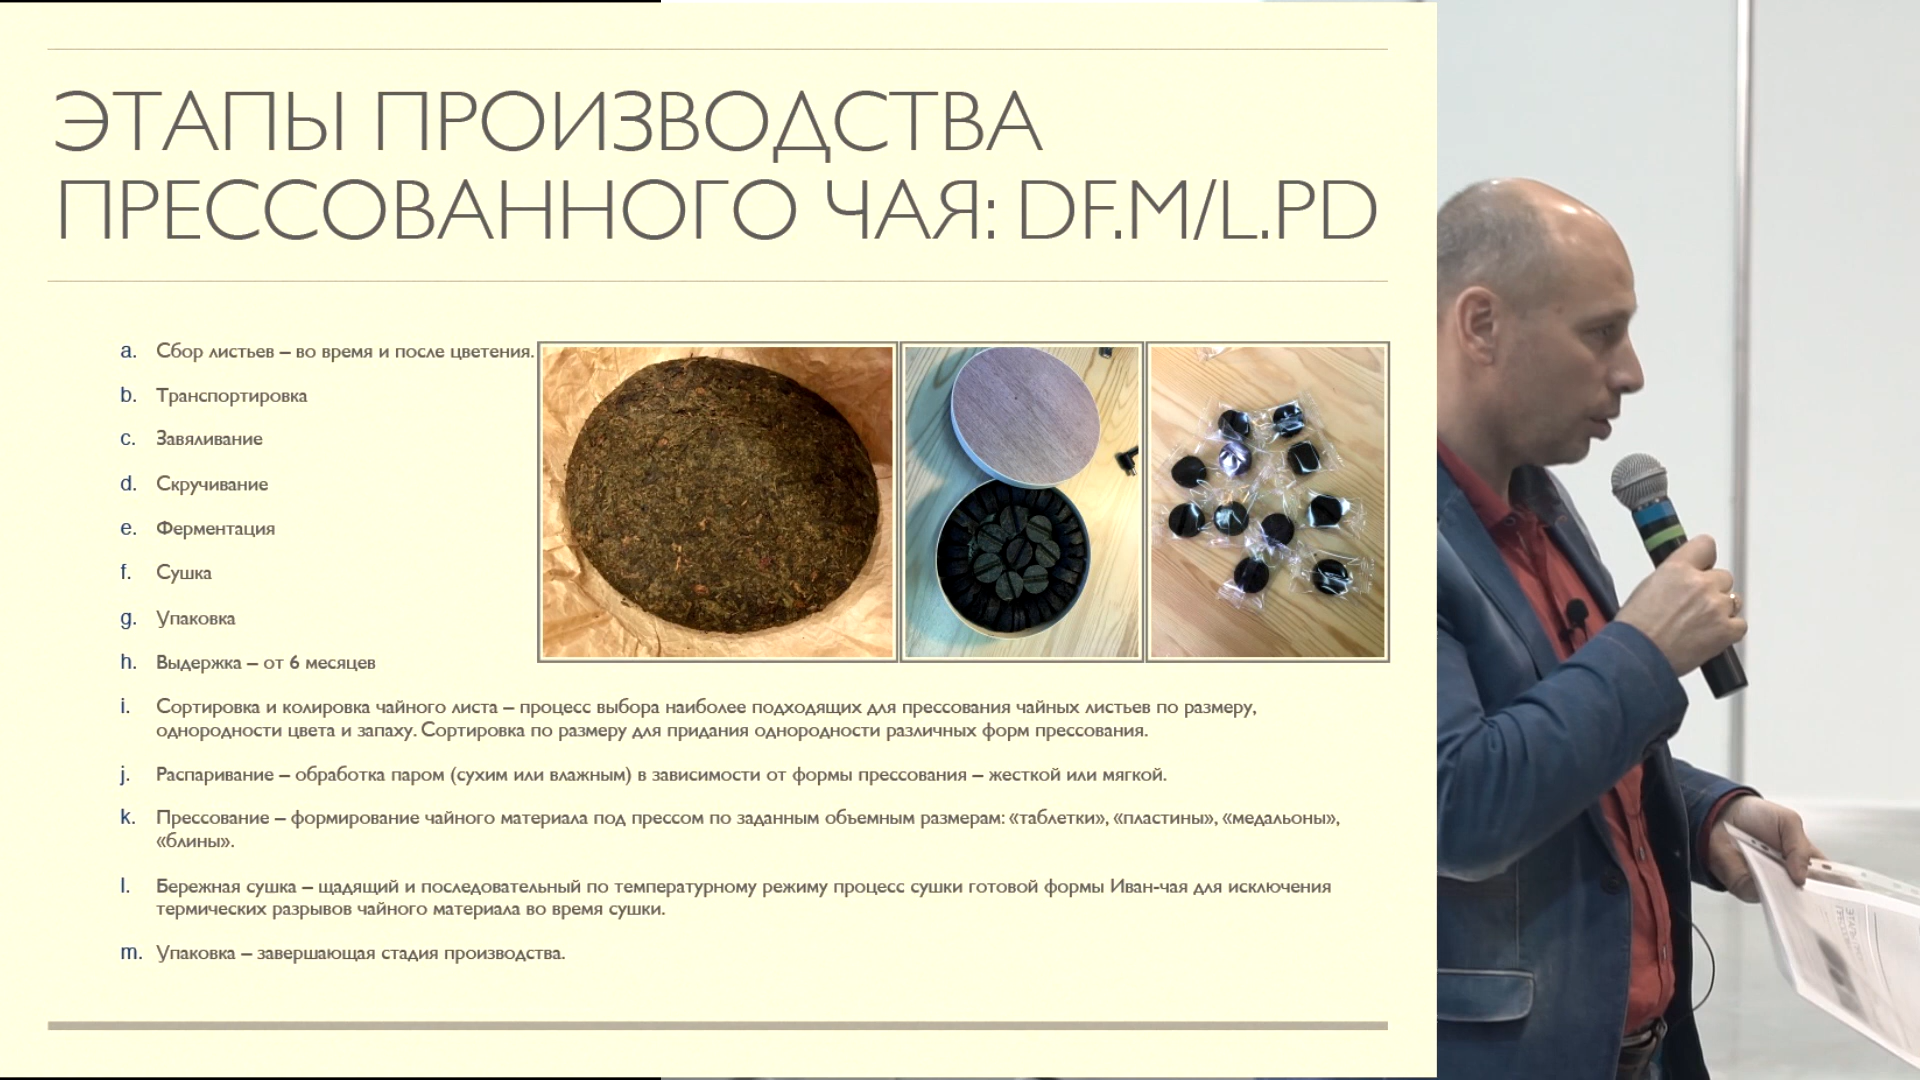 ЭТАПЫ ПРОИЗВОДСТВА
ПРЕССОВАННОГО ЧАЯ: DF.M/L.PD
a. Сбор листьев – во время и после цветения.
b. Транспортировка
c. Завяливание
d. Скручивание
e. Ферментация
f. Сушка
g. Упаковка
h. Выдержка – от 6 месяцев
i. Сортировка и колировка чайного листа – процесс выбора наиболее подходящих для прессования чайных листьев по размеру,
однородности цвета и запаху. Сортировка по размеру для придания однородности различных форм прессования.
j. Распаривание – обработка паром (сухим или влажным) в зависимости от формы прессования – жесткой или мягкой.
k. Прессование – формирование чайного материала под прессом по заданным объемным размерам: «таблетки», «пластины», «медальоны»,
«блины».
l. Бережная сушка – щадящий и последовательный по температурному режиму процесс сушки готовой формы Иван-чая для исключения
термических разрывов чайного материала во время сушки.
m. Упаковка – завершающая стадия производства.